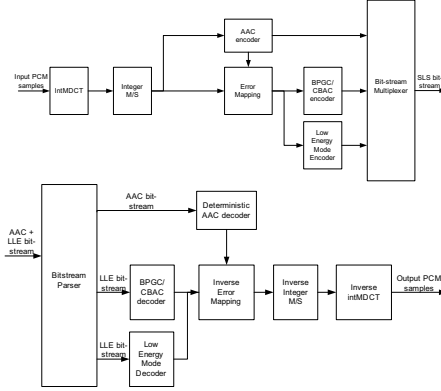 AAC
encoder
Input PCM
samples
IntMDCT
Integer
M/S
Error
Mapping
BPGC/
CBAC
encoder
Low
Energy
Mode
Encoder
Bit-stream
Multiplexer
SLS bit-
stream
AAC +
LLE bit-
stream
Bitstream
Parser
AAC bit-
stream
Deterministic
AAC decoder
LLE bit-
stream
BPGC/
CBAC
decoder
LLE bit-
stream
Low
Energy
Mode
Decoder
Inverse
Error
Mapping
Inverse
Integer
M/S
Inverse
intMDCT
Output PCM
samples